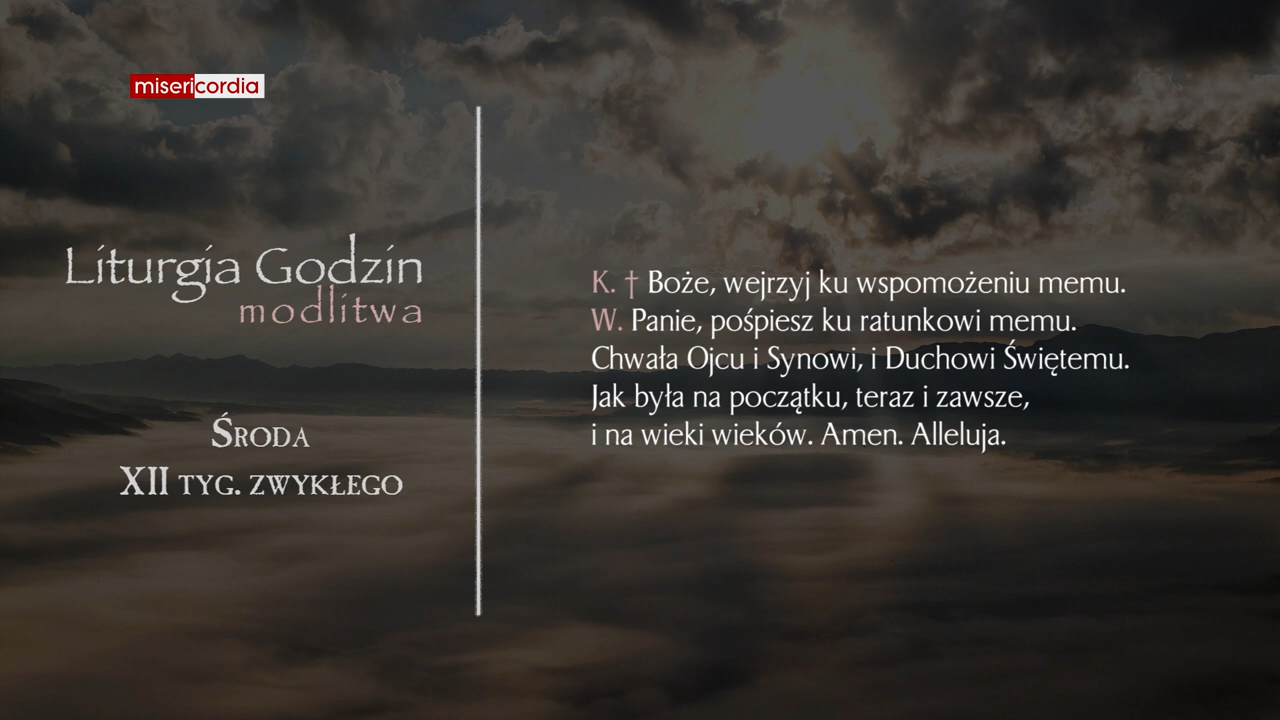 misericordia
Liturgia Godzin
modlitwa
Środa
XII tyg. zwykłego
K. † Boże, wejrzyj ku wspomożeniu memu.
W. Panie, pośpiesz ku ratunkowi memu.
Chwała Ojcu i Synowi, i Duchowi Świętemu.
Jak była na początku, teraz i zawsze,
i na wieki wieków. Amen. Alleluja.